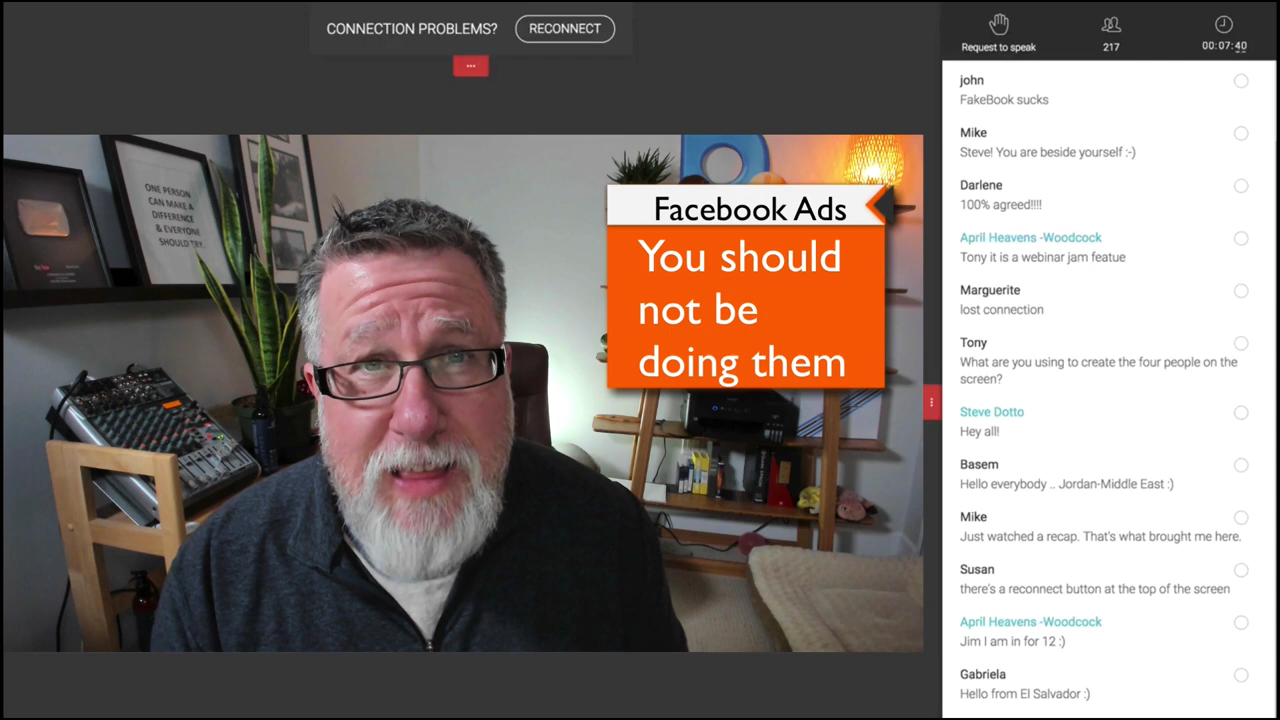 CONNECTION PROBLEMS?
RECONNECT
...
Request to speak
217
00:07:40
ONE PERSON
CAN MAKE A
DIFFERENCE
& EVERYONE
SHOULD TRY.
Facebook Ads
You should
not be
doing them
john
FakeBook sucks
Mike
Steve! You are beside yourself :-)
Darlene
100% agreed!!!!
April Heavens -Woodcock
Tony it is a webinar jam featue
Marguerite
lost connection
Tony
What are you using to create the four people on the
screen?
Steve Dotto
Hey all!
Basem
Hello everybody .. Jordan-Middle East :)
Mike
Just watched a recap. That's what brought me here.
Susan
there's a reconnect button at the top of the screen
April Heavens -Woodcock
Jim I am in for 12 :)
Gabriela
Hello from El Salvador :)